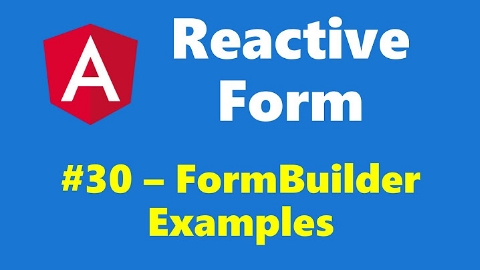 A
Reactive
Form
#30 – FormBuilder
Examples